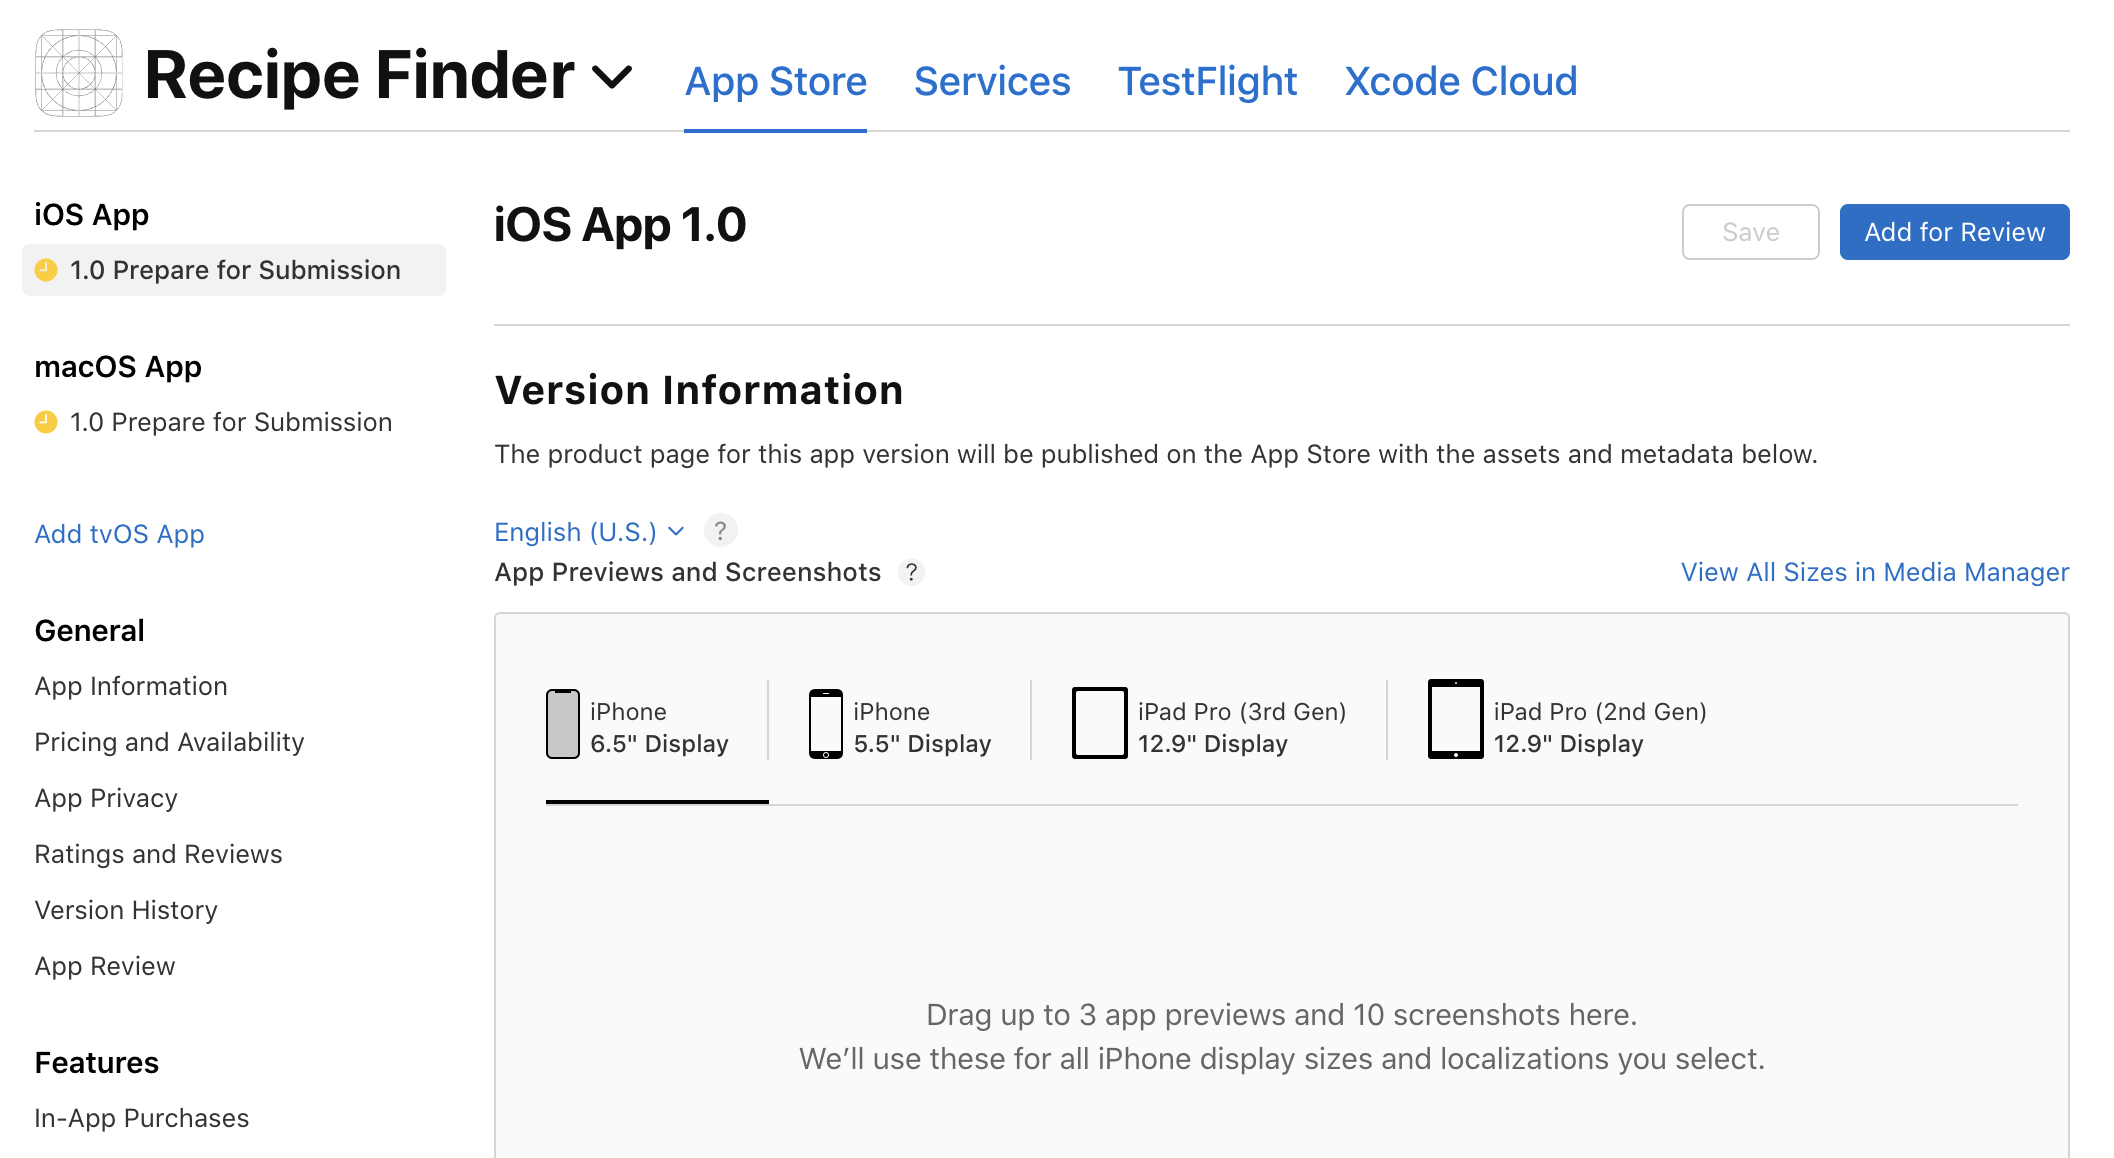 Recipe Finder
App Store
Services
TestFlight
Xcode Cloud
iOS App
1.0 Prepare for Submission
macOS App
1.0 Prepare for Submission
Add tvOS App
General
App Information
Pricing and Availability
App Privacy
Ratings and Reviews
Version History
App Review
Features
In-App Purchases
iOS App 1.0
Save
Add for Review
Version Information
The product page for this app version will be published on the App Store with the assets and metadata below.
English (U.S.)
?
App Previews and Screenshots
?
View All Sizes in Media Manager
iPhone
6.5" Display
iPhone
5.5" Display
iPad Pro (3rd Gen)
12.9" Display
iPad Pro (2nd Gen)
12.9" Display
Drag up to 3 app previews and 10 screenshots here.
We’ll use these for all iPhone display sizes and localizations you select.